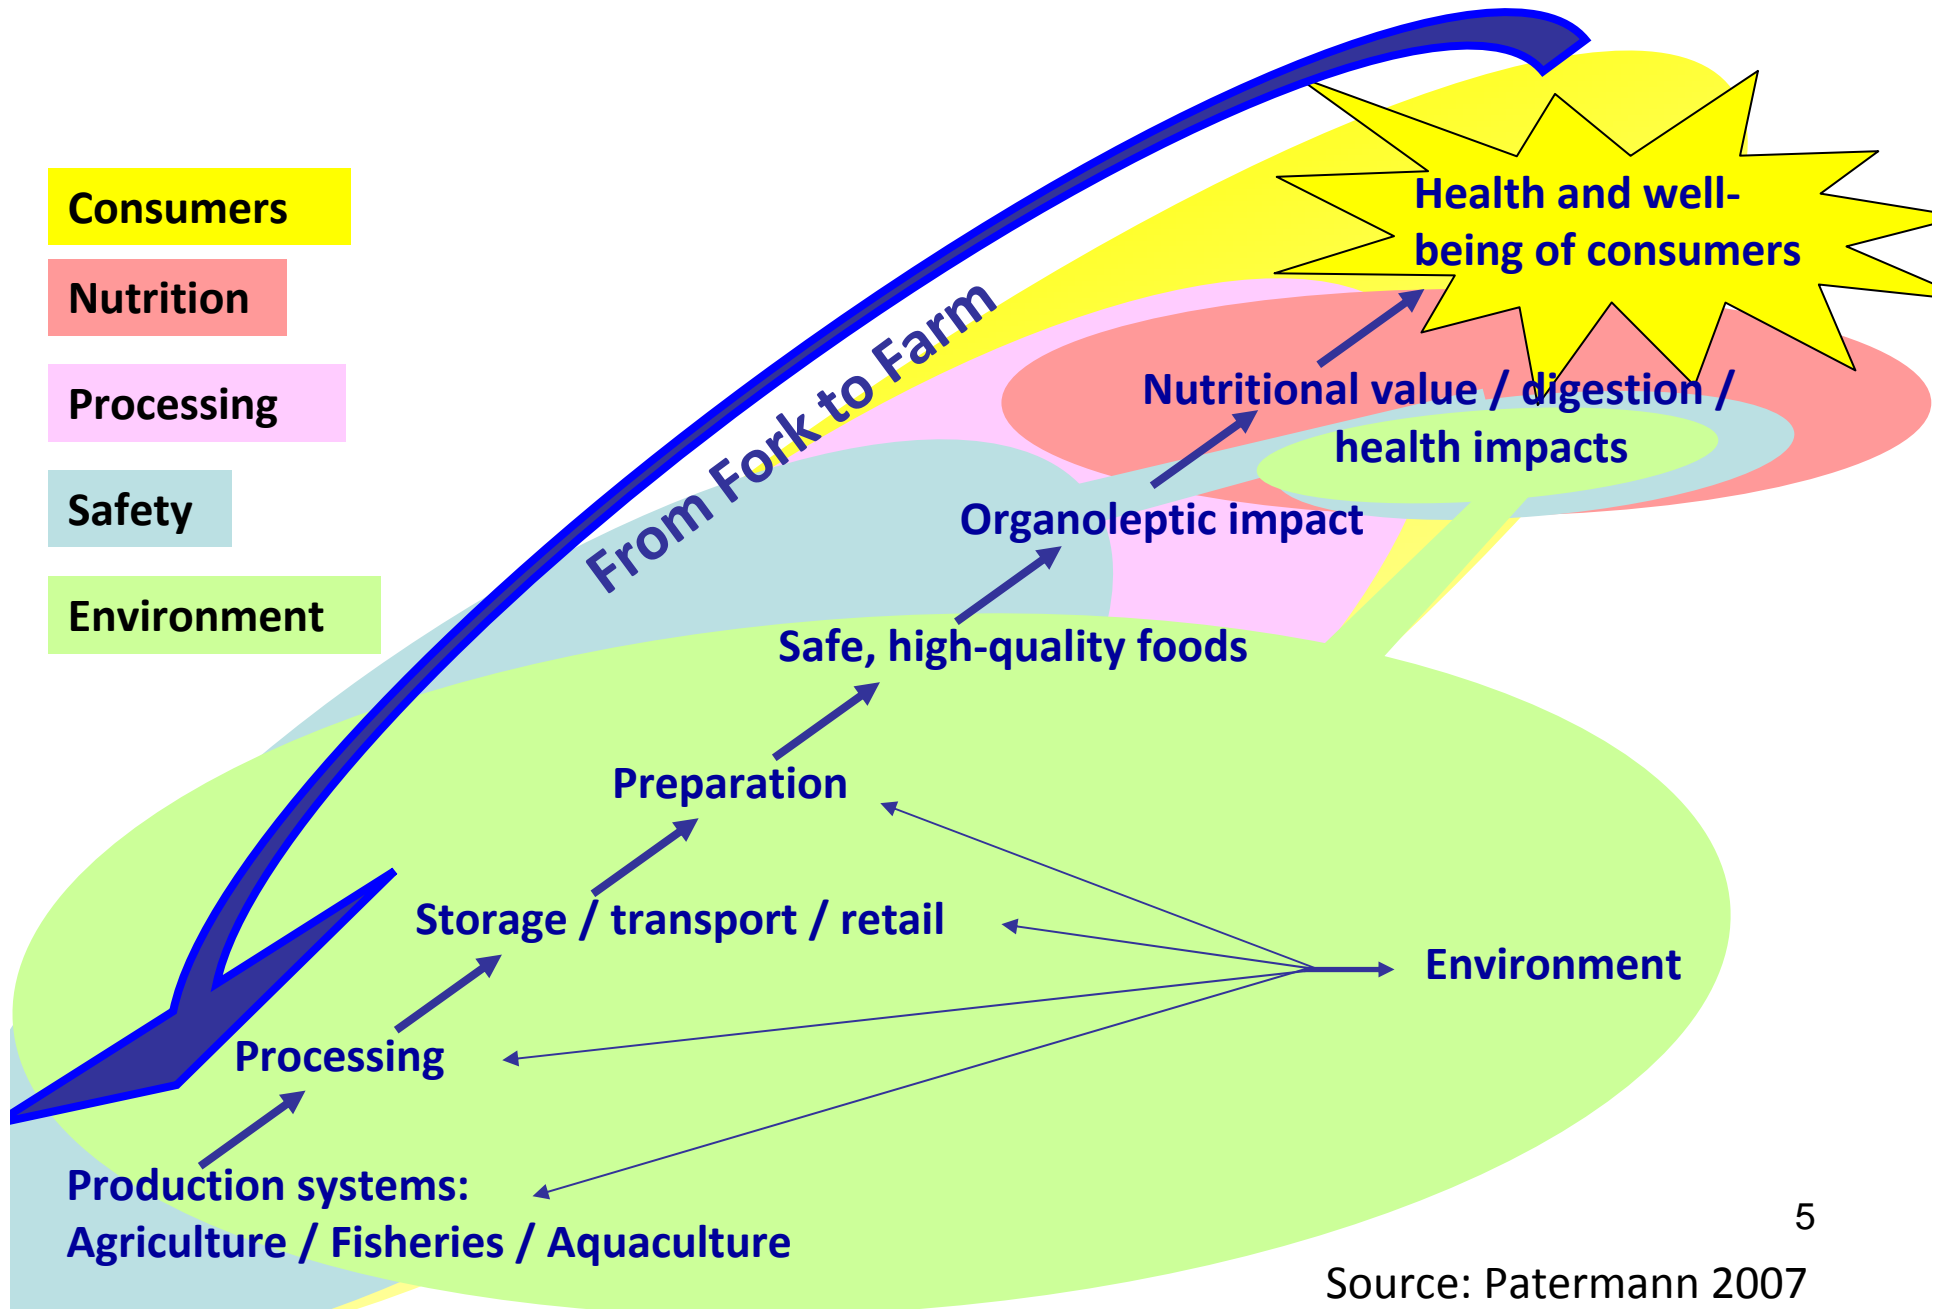 Consumers
Nutrition
Processing
Safety
Environment
From Fork to Farm
Health and well-
being of consumers
Nutritional value / digestion /
health impacts
Organoleptic impact
Safe, high-quality foods
Preparation
Storage / transport / retail
Environment
Processing
Production systems:
Agriculture / Fisheries / Aquaculture
5
Source: Patermann 2007